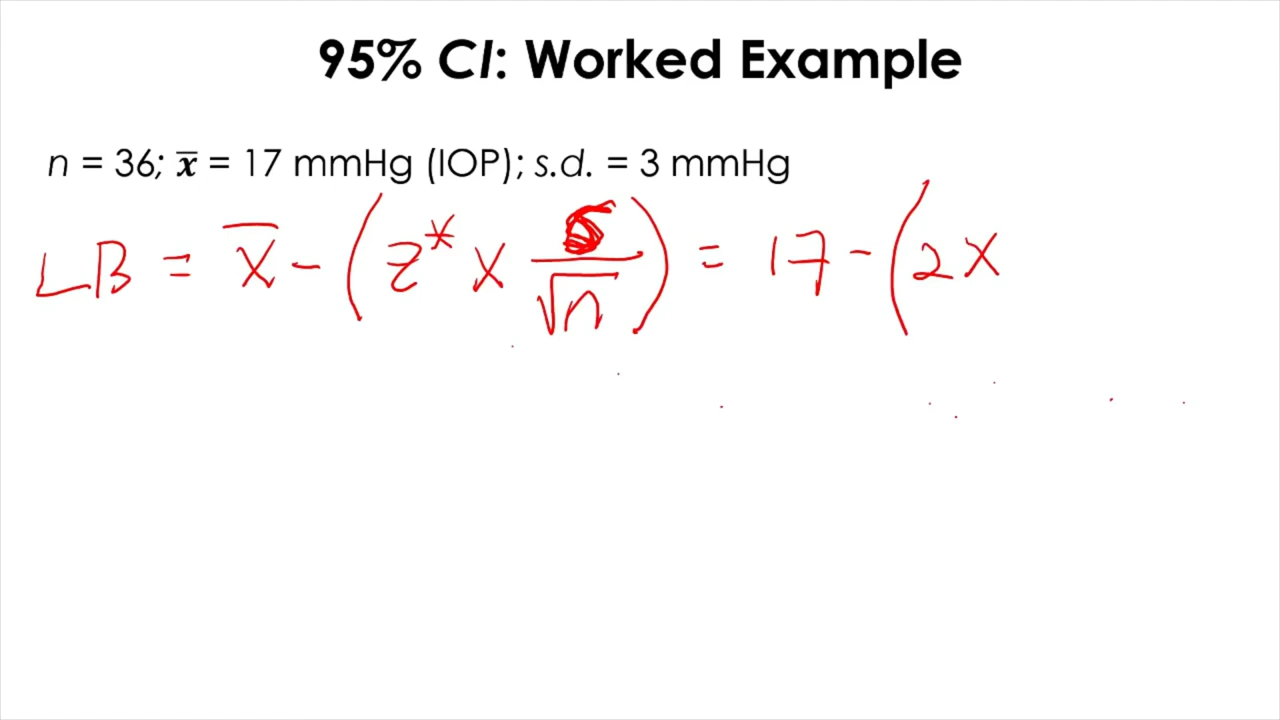 95% CI: Worked Example
n = 36; x̅ = 17 mmHg (IOP); s.d. = 3 mmHg
LB = x̅ - ( z* x s/√n ) = 17 - ( 2 x